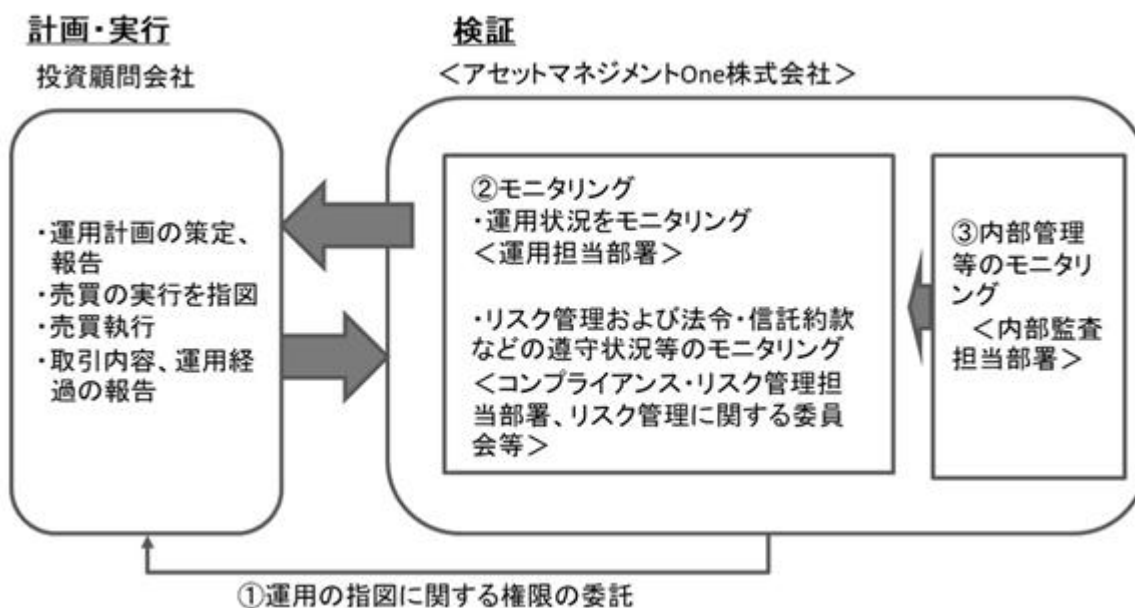 計画・実行
投資顧問会社
・運用計画の策定、
報告
・売買の実行を指図
・売買執行
・取引内容、運用経
過の報告
検証
＜アセットマネジメントOne株式会社＞
②モニタリング
・運用状況をモニタリング
＜運用担当部署＞
・リスク管理および法令・信託約款
などの遵守状況等のモニタリング
＜コンプライアンス・リスク管理担
当部署、リスク管理に関する委員
会等＞
③内部管理
等のモニタリ
ング
＜内部監査
担当部署＞
①運用の指図に関する権限の委託